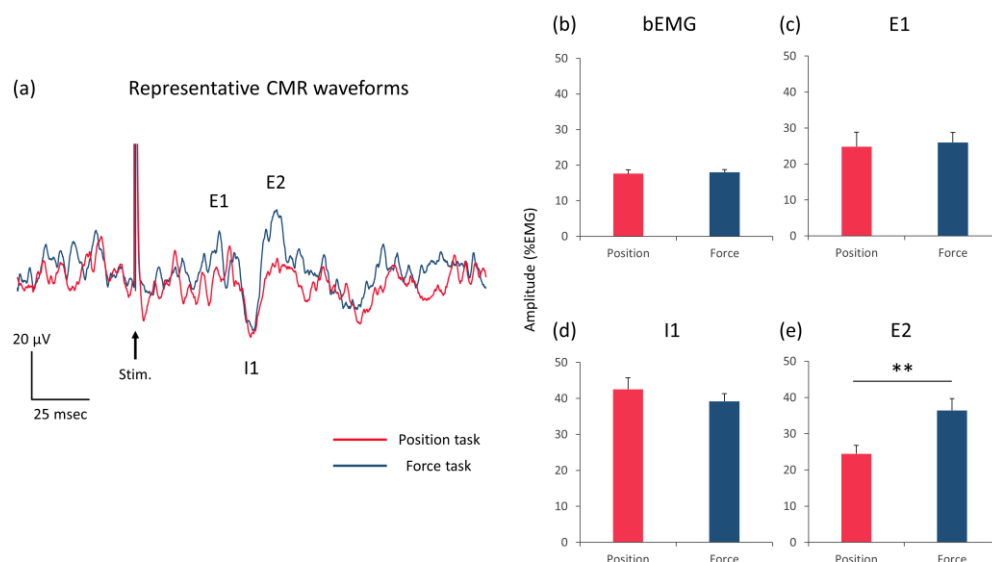 (a) Representative CMR waveforms
E1
E2
I1
20 µV
25 msec
Stim.
Position task
Force task
Amplitude (%EMG)
(b) bEMG
50
40
30
20
10
0
Position Force
(c) E1
50
40
30
20
10
0
Position Force
(d) I1
50
40
30
20
10
0
Position Force
(e) E2
**
50
40
30
20
10
0
Position Force